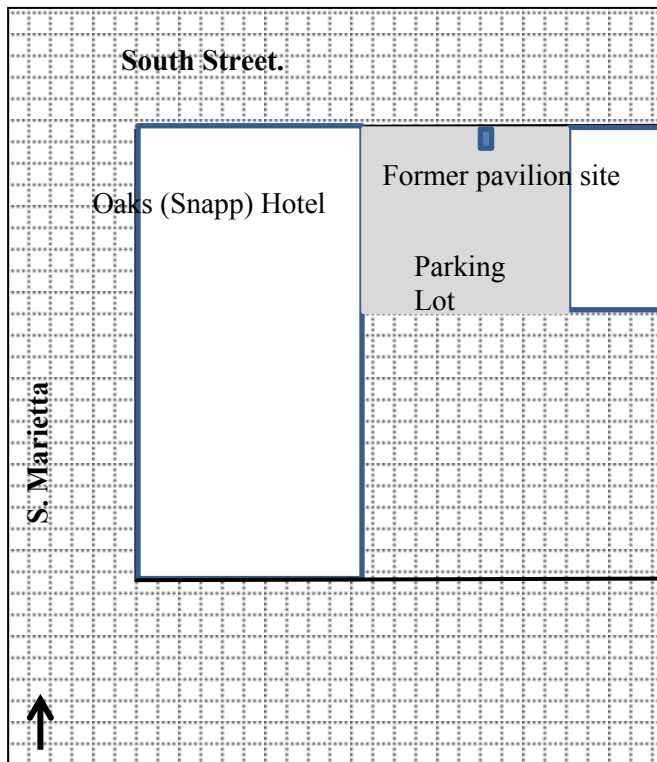 South Street.
Former pavilion site
Oaks (Snapp) Hotel
Parking
Lot
S. Marietta